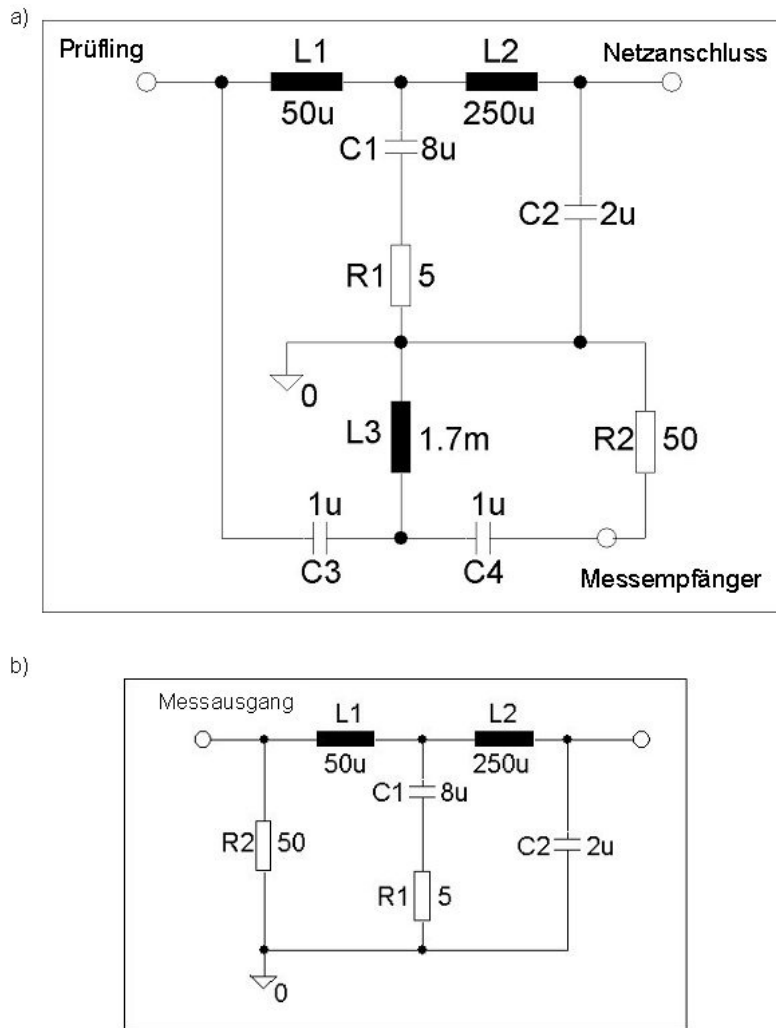 a)
Prüfling L1 L2 Netzanschluss
50u 250u
C1 8u
C2 2u
R1 5
0
L3 1.7m R2 50
1u 1u
C3 C4
Messempfänger
b)
Messausgang L1 L2
50u 250u
C1 8u
R2 50 C2 2u
R1 5
0